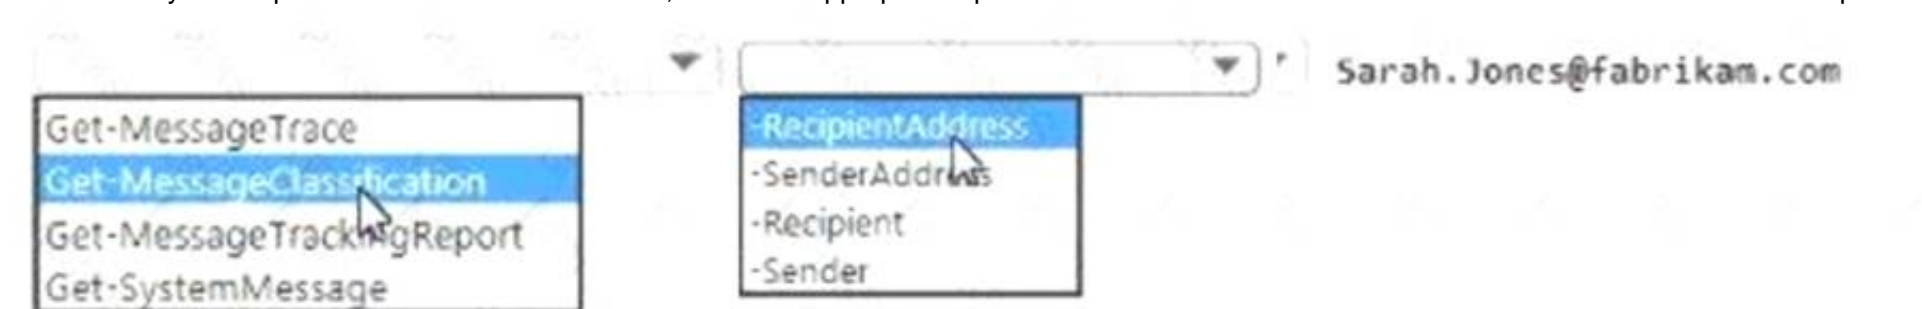 Sarah.Jones@fabrikam.com
Get-MessageTrace
Get-MessageClassification
Get-MessageTrackingReport
Get-SystemMessage
-RecipientAddress
-SenderAddress
-Recipient
-Sender